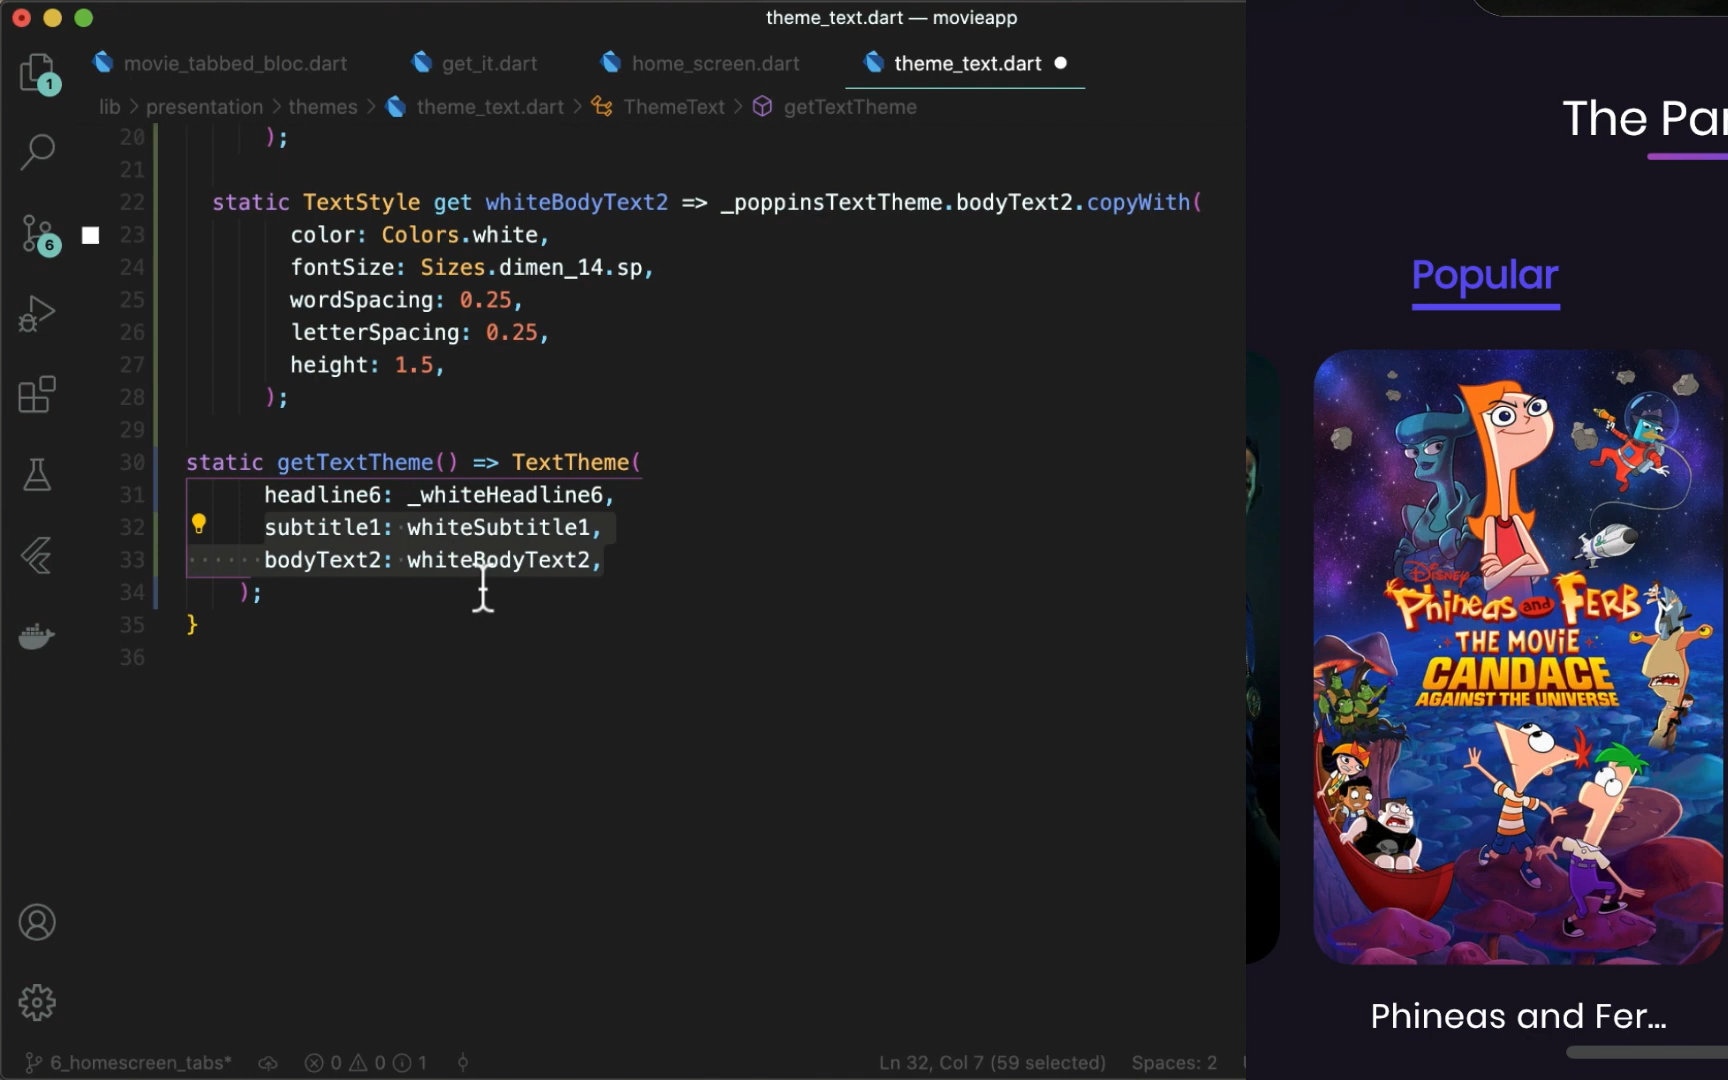 theme_text.dart — movieapp
movie_tabbed_bloc.dart
get_it.dart
home_screen.dart
theme_text.dart
lib > presentation > themes > theme_text.dart > ThemeText > getTextTheme
1
6
20 );
21
22 static TextStyle get whiteBodyText2 => _poppinsTextTheme.bodyText2.copyWith(
23 color: Colors.white,
24 fontSize: Sizes.dimen_14.sp,
25 wordSpacing: 0.25,
26 letterSpacing: 0.25,
27 height: 1.5,
28 );
29
30 static getTextTheme() => TextTheme(
31 headline6: _whiteHeadline6,
32 subtitle1: whiteSubtitle1,
33 bodyText2: whiteBodyText2,
34 );
35 }
36
6_homescreen_tabs*
0 0 1
Ln 32, Col 7 (59 selected)
Spaces: 2
The Par
Popular
Disney
Phineas and Ferb
THE MOVIE
CANDACE
AGAINST THE UNIVERSE
Phineas and Fer...